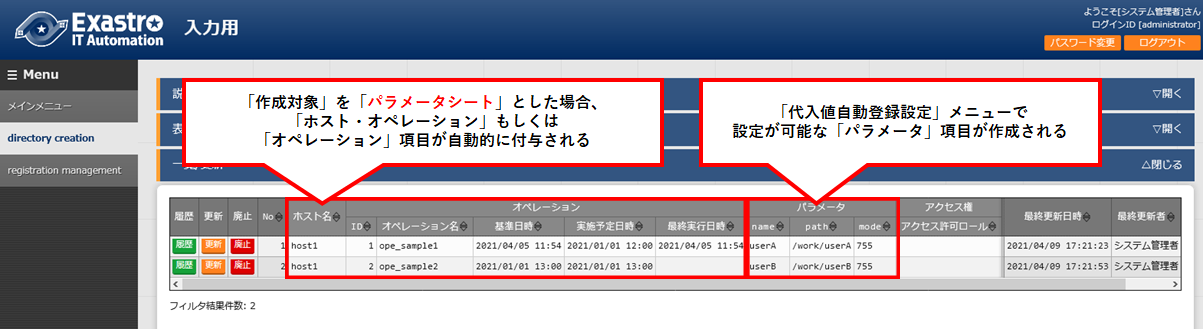 Exastro
IT Automation
入力用
ようこそ[システム管理者]さん
ログインID [administrator]
パスワード変更 ログアウト
Menu
メインメニュー
directory creation
registration management
▽開く
▽開く
△閉じる
「作成対象」を「パラメータシート」とした場合、
「ホスト・オペレーション」もしくは
「オペレーション」項目が自動的に付与される
「代入値自動登録設定」メニューで
設定が可能な「パラメータ」項目が作成される
履歴 更新 廃止 No ホスト名 オペレーション パラメータ アクセス権 最終更新日時 最終更新者
ID オペレーション名 基準日時 実施予定日時 最終実行日時 name path mode アクセス許可ロール
履歴 更新 廃止 1 host1 1 ope_sample1 2021/04/05 11:54 2021/01/01 12:00 2021/04/05 11:54 userA /work/userA 755 2021/04/09 17:21:23 システム管理者
履歴 更新 廃止 2 host1 2 ope_sample2 2021/01/01 13:00 2021/01/01 13:00 userB /work/userB 755 2021/04/09 17:21:53 システム管理者
フィルタ結果件数: 2